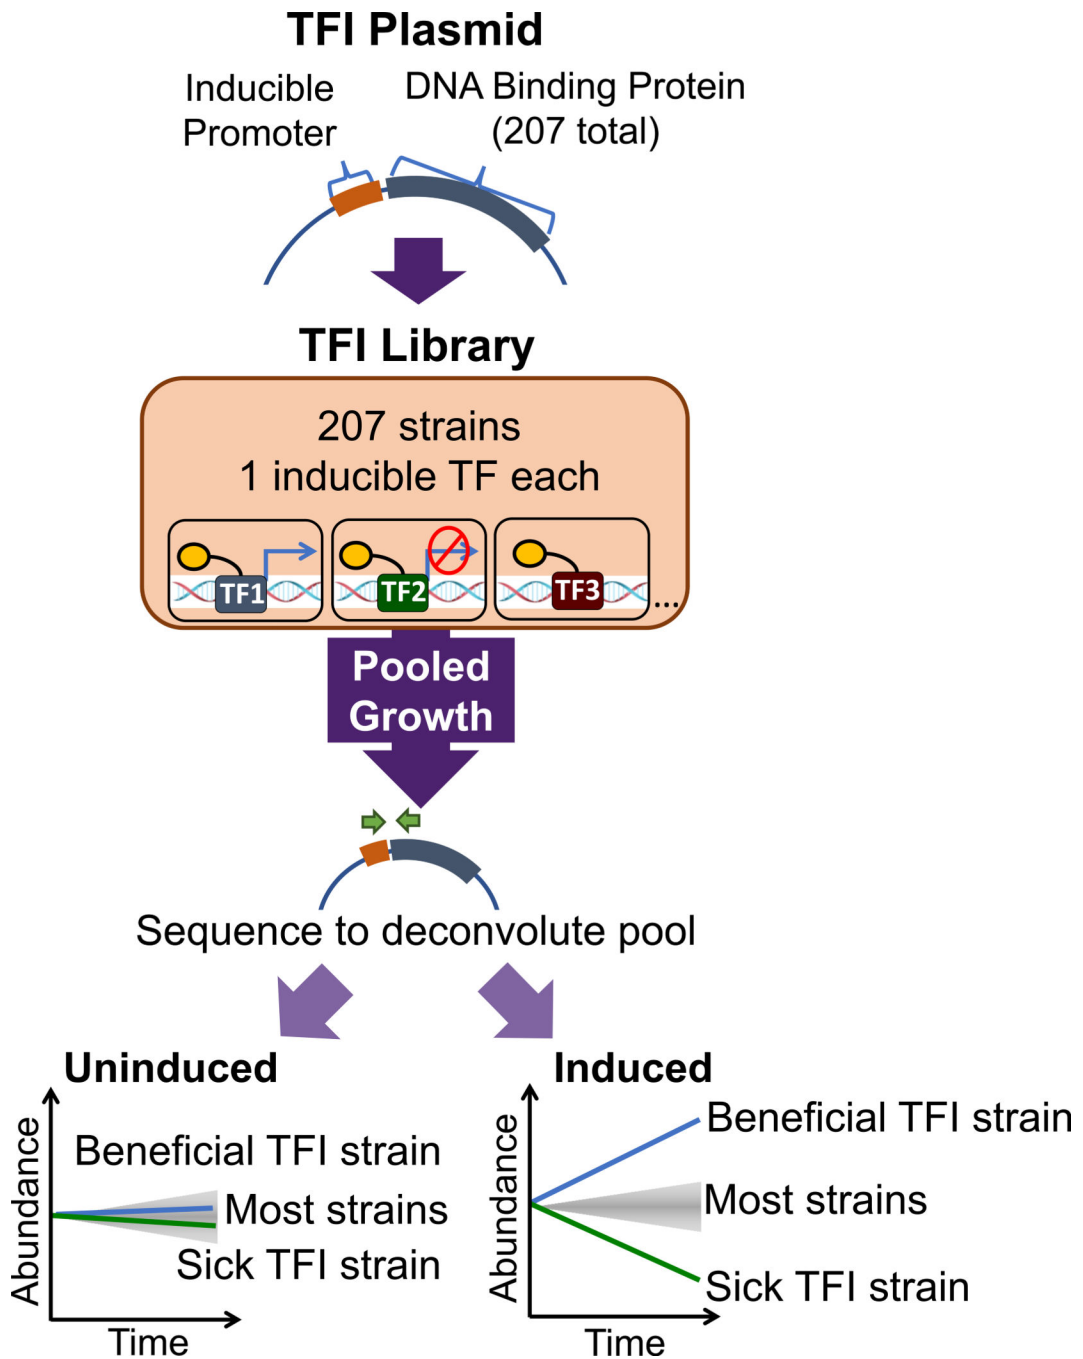 TFI Plasmid
Inducible
Promoter
DNA Binding Protein
(207 total)
TFI Library
207 strains
1 inducible TF each
TF1
TF2
TF3
...
Pooled
Growth
Sequence to deconvolute pool
Uninduced
Abundance
Beneficial TFI strain
Most strains
Sick TFI strain
Time
Induced
Abundance
Beneficial TFI strain
Most strains
Sick TFI strain
Time